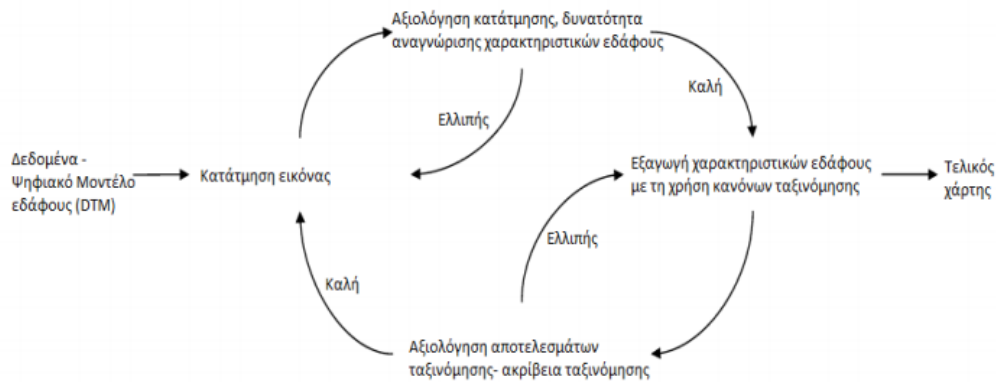 Αξιολόγηση κατάτμησης, δυνατότητα
αναγνώρισης χαρακτηριστικών εδάφους
Καλή
Ελλιπής
Δεδομένα -
Ψηφιακό Μοντέλο
εδάφους (DTM)
Κατάτμηση εικόνας
Εξαγωγή χαρακτηριστικών εδάφους
με τη χρήση κανόνων ταξινόμησης
Τελικός
χάρτης
Ελλιπής
Καλή
Αξιολόγηση αποτελεσμάτων
ταξινόμησης- ακρίβεια ταξινόμησης